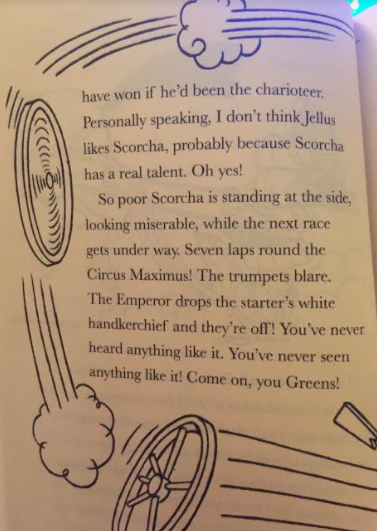 have won if he'd been the charioteer.
Personally speaking, I don't think Jellus
likes Scorcha, probably because Scorcha
has a real talent. Oh yes!
So poor Scorcha is standing at the side,
looking miserable, while the next race
gets under way. Seven laps round the
Circus Maximus! The trumpets blare.
The Emperor drops the starter's white
handkerchief and they're off! You've never
heard anything like it. You've never seen
anything like it! Come on, you Greens!